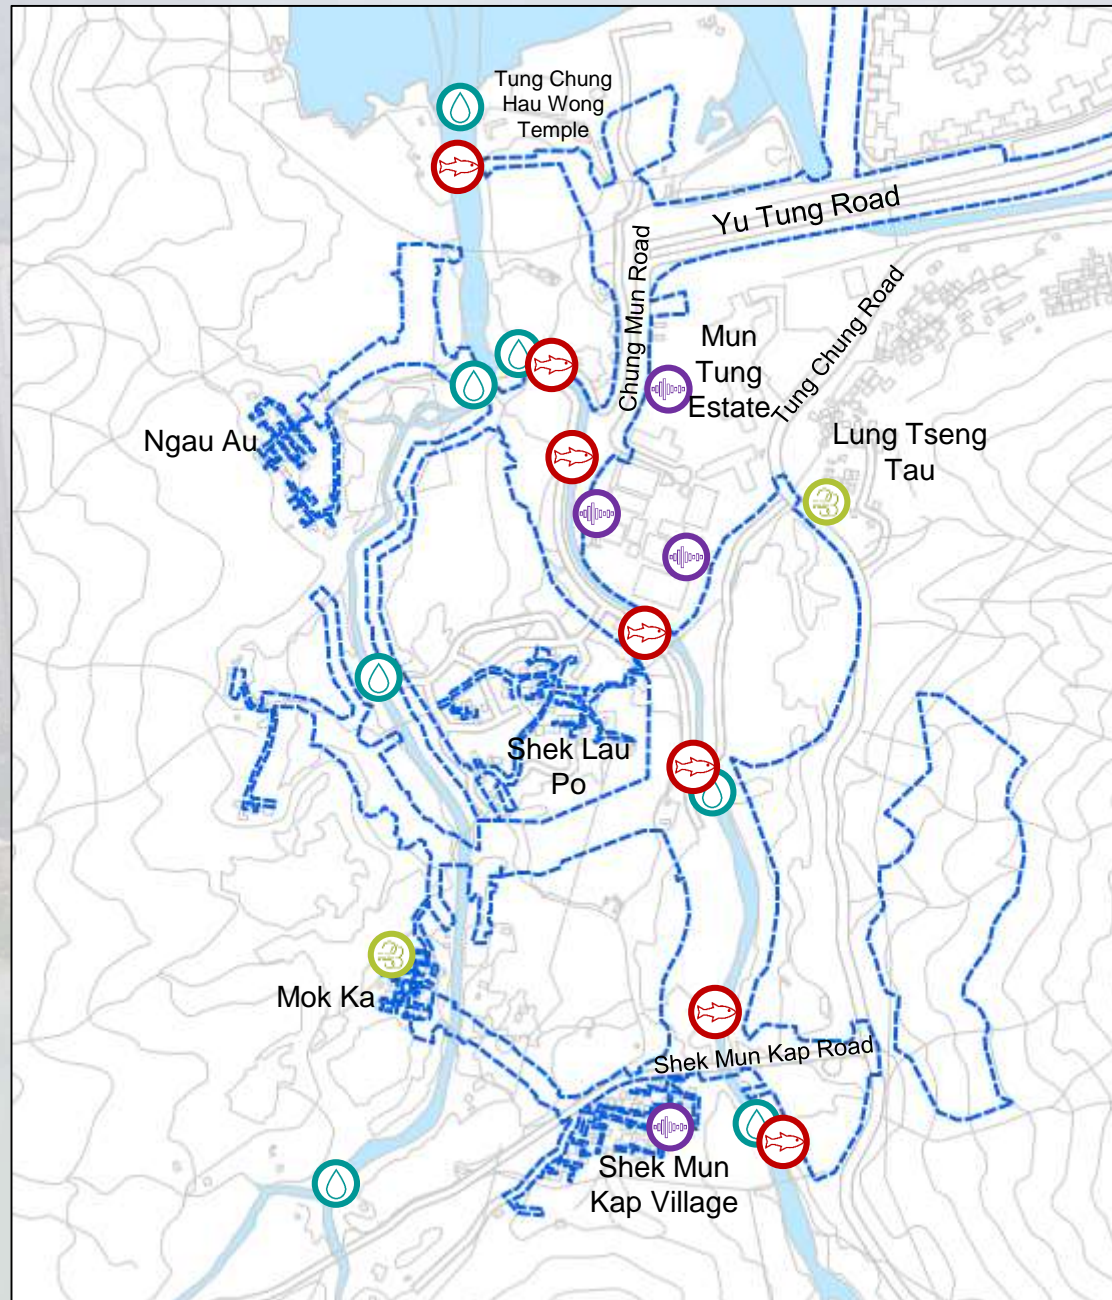 Tung Chung
Hau Wong
Temple
Yu Tung Road
Chung Mun Road
Tung Chung Road
Mun
Tung
Estate
Ngau Au
Lung Tseng
Tau
Shek Lau
Po
Mok Ka
Shek Mun Kap Road
Shek Mun
Kap Village